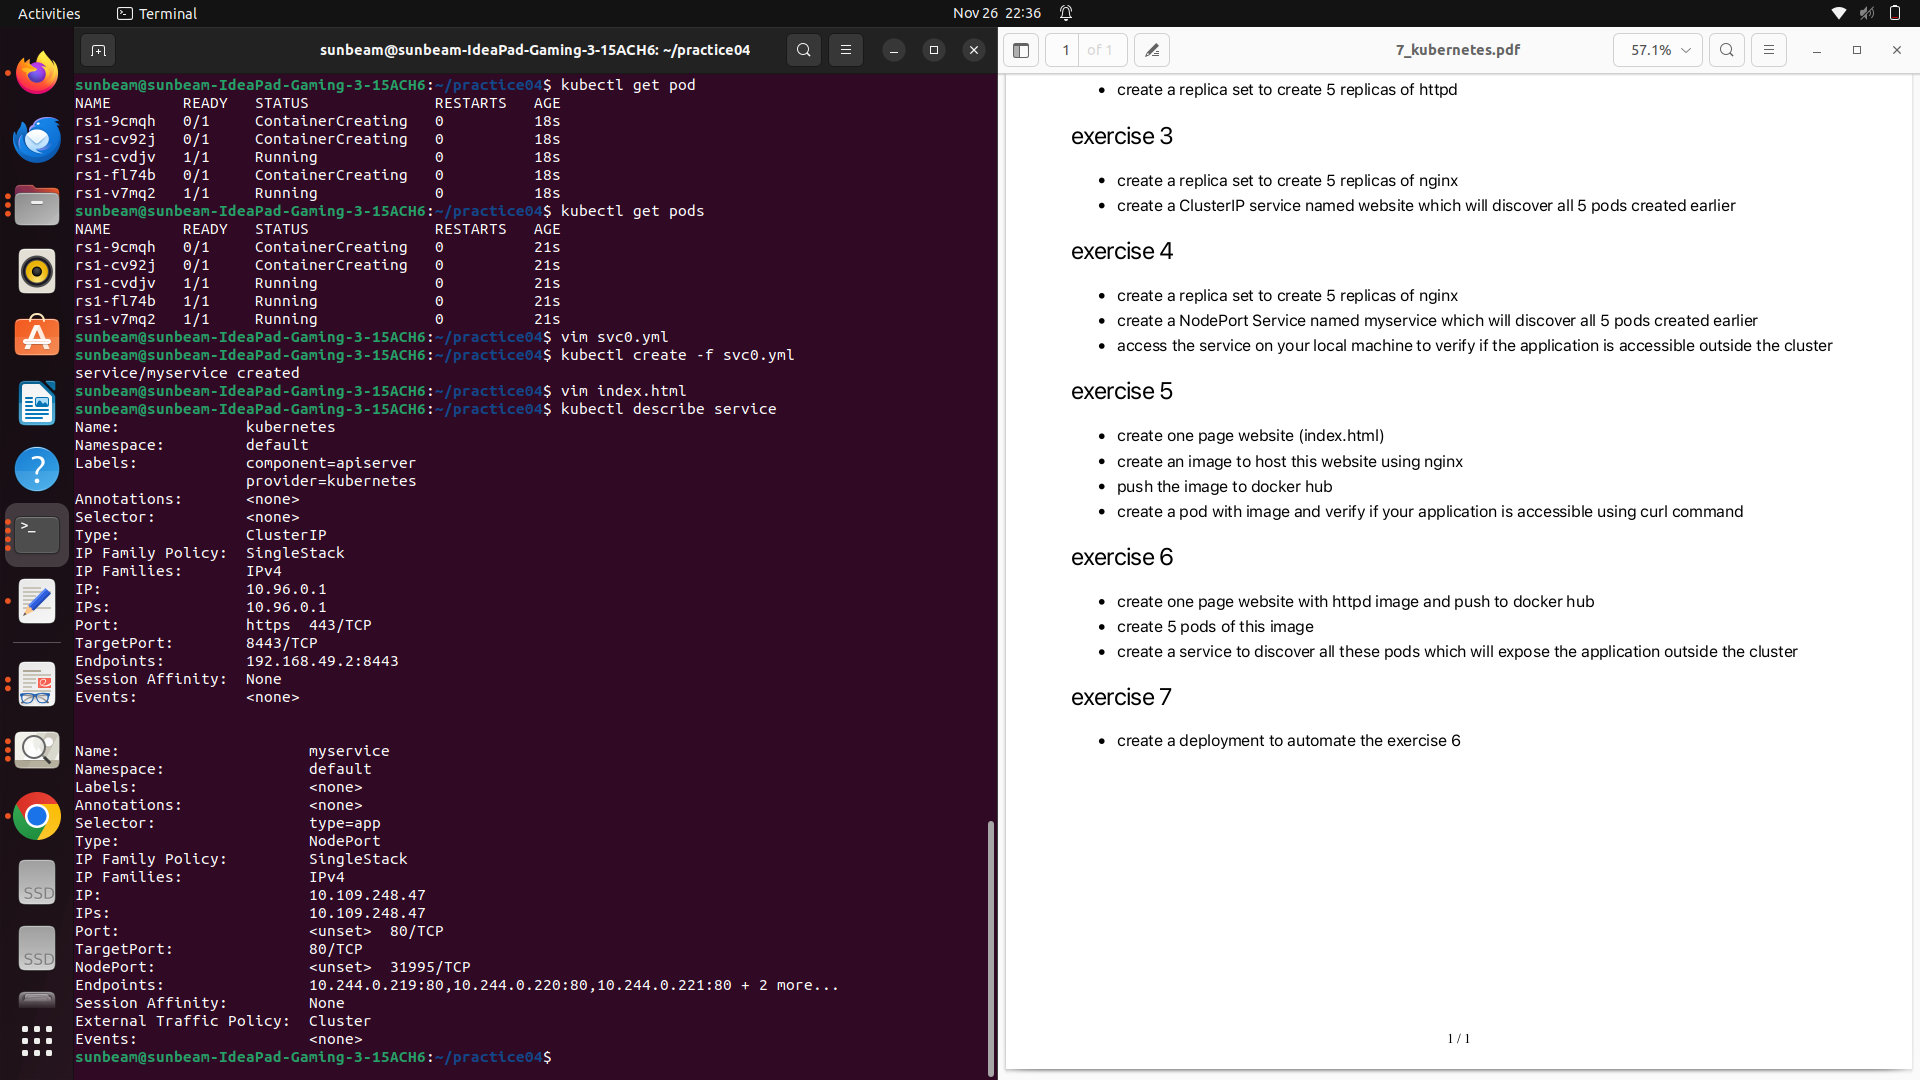 Activities
Terminal
Nov 26 22:36
sunbeam@sunbeam-IdeaPad-Gaming-3-15ACH6: ~/practice04
sunbeam@sunbeam-IdeaPad-Gaming-3-15ACH6:~/practice04$ kubectl get pod
NAME READY STATUS RESTARTS AGE
rs1-9cmqh 0/1 ContainerCreating 0 18s
rs1-cv92j 0/1 ContainerCreating 0 18s
rs1-cvdjv 1/1 Running 0 18s
rs1-fl74b 0/1 ContainerCreating 0 18s
rs1-v7mq2 1/1 Running 0 18s
sunbeam@sunbeam-IdeaPad-Gaming-3-15ACH6:~/practice04$ kubectl get pods
NAME READY STATUS RESTARTS AGE
rs1-9cmqh 0/1 ContainerCreating 0 21s
rs1-cv92j 0/1 ContainerCreating 0 21s
rs1-cvdjv 1/1 Running 0 21s
rs1-fl74b 1/1 Running 0 21s
rs1-v7mq2 1/1 Running 0 21s
sunbeam@sunbeam-IdeaPad-Gaming-3-15ACH6:~/practice04$ vim svc0.yml
sunbeam@sunbeam-IdeaPad-Gaming-3-15ACH6:~/practice04$ kubectl create -f svc0.yml
service/myservice created
sunbeam@sunbeam-IdeaPad-Gaming-3-15ACH6:~/practice04$ vim index.html
sunbeam@sunbeam-IdeaPad-Gaming-3-15ACH6:~/practice04$ kubectl describe service
Name: kubernetes
Namespace: default
Labels: component=apiserver
provider=kubernetes
Annotations: <none>
Selector: <none>
Type: ClusterIP
IP Family Policy: SingleStack
IP Families: IPv4
IP: 10.96.0.1
IPs: 10.96.0.1
Port: https 443/TCP
TargetPort: 8443/TCP
Endpoints: 192.168.49.2:8443
Session Affinity: None
Events: <none>
Name: myservice
Namespace: default
Labels: <none>
Annotations: <none>
Selector: type=app
Type: NodePort
IP Family Policy: SingleStack
IP Families: IPv4
IP: 10.109.248.47
IPs: 10.109.248.47
Port: <unset> 80/TCP
TargetPort: 80/TCP
NodePort: <unset> 31995/TCP
Endpoints: 10.244.0.219:80,10.244.0.220:80,10.244.0.221:80 + 2 more...
Session Affinity: None
External Traffic Policy: Cluster
Events: <none>
sunbeam@sunbeam-IdeaPad-Gaming-3-15ACH6:~/practice04$
SSD
SSD
1 of 1
7_kubernetes.pdf
57.1%
• create a replica set to create 5 replicas of httpd
exercise 3
• create a replica set to create 5 replicas of nginx
• create a ClusterIP service named website which will discover all 5 pods created earlier
exercise 4
• create a replica set to create 5 replicas of nginx
• create a NodePort Service named myservice which will discover all 5 pods created earlier
• access the service on your local machine to verify if the application is accessible outside the cluster
exercise 5
• create one page website (index.html)
• create an image to host this website using nginx
• push the image to docker hub
• create a pod with image and verify if your application is accessible using curl command
exercise 6
• create one page website with httpd image and push to docker hub
• create 5 pods of this image
• create a service to discover all these pods which will expose the application outside the cluster
exercise 7
• create a deployment to automate the exercise 6
1 / 1